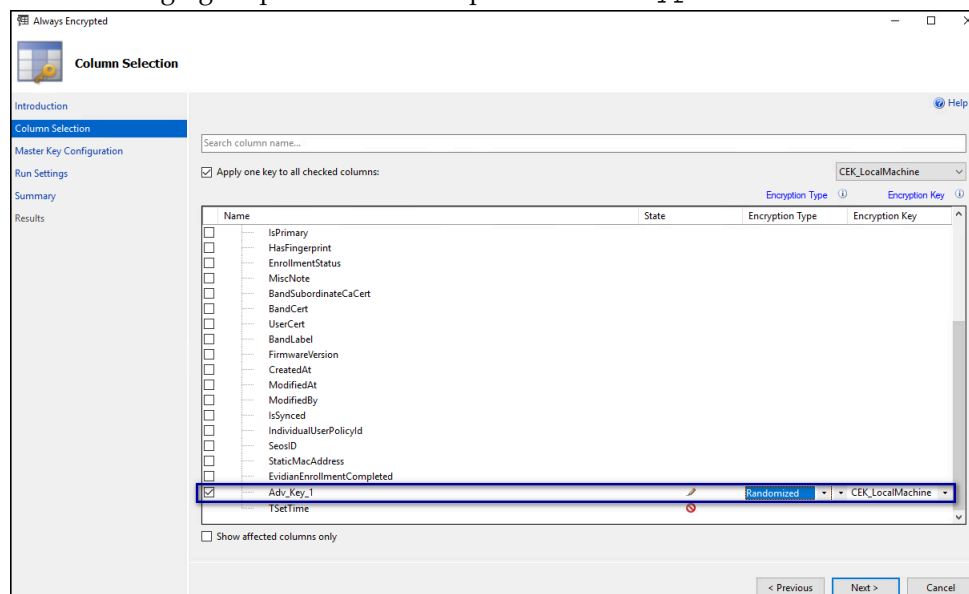 Always Encrypted
Column Selection
Introduction
Column Selection
Master Key Configuration
Run Settings
Summary
Results
Help
Search column name...
Apply one key to all checked columns:
CEK_LocalMachine
Encryption Type
Encryption Key
Name
State
Encryption Type
Encryption Key
IsPrimary
HasFingerprint
EnrollmentStatus
MiscNote
BandSubordinateCaCert
BandCert
UserCert
BandLabel
FirmwareVersion
CreatedAt
ModifiedAt
ModifiedBy
IsSynced
IndividualUserPolicyId
SeosID
StaticMacAddress
EvidianEnrollmentCompleted
Adv_Key_1
Randomized
CEK_LocalMachine
TSetTime
Show affected columns only
< Previous
Next >
Cancel